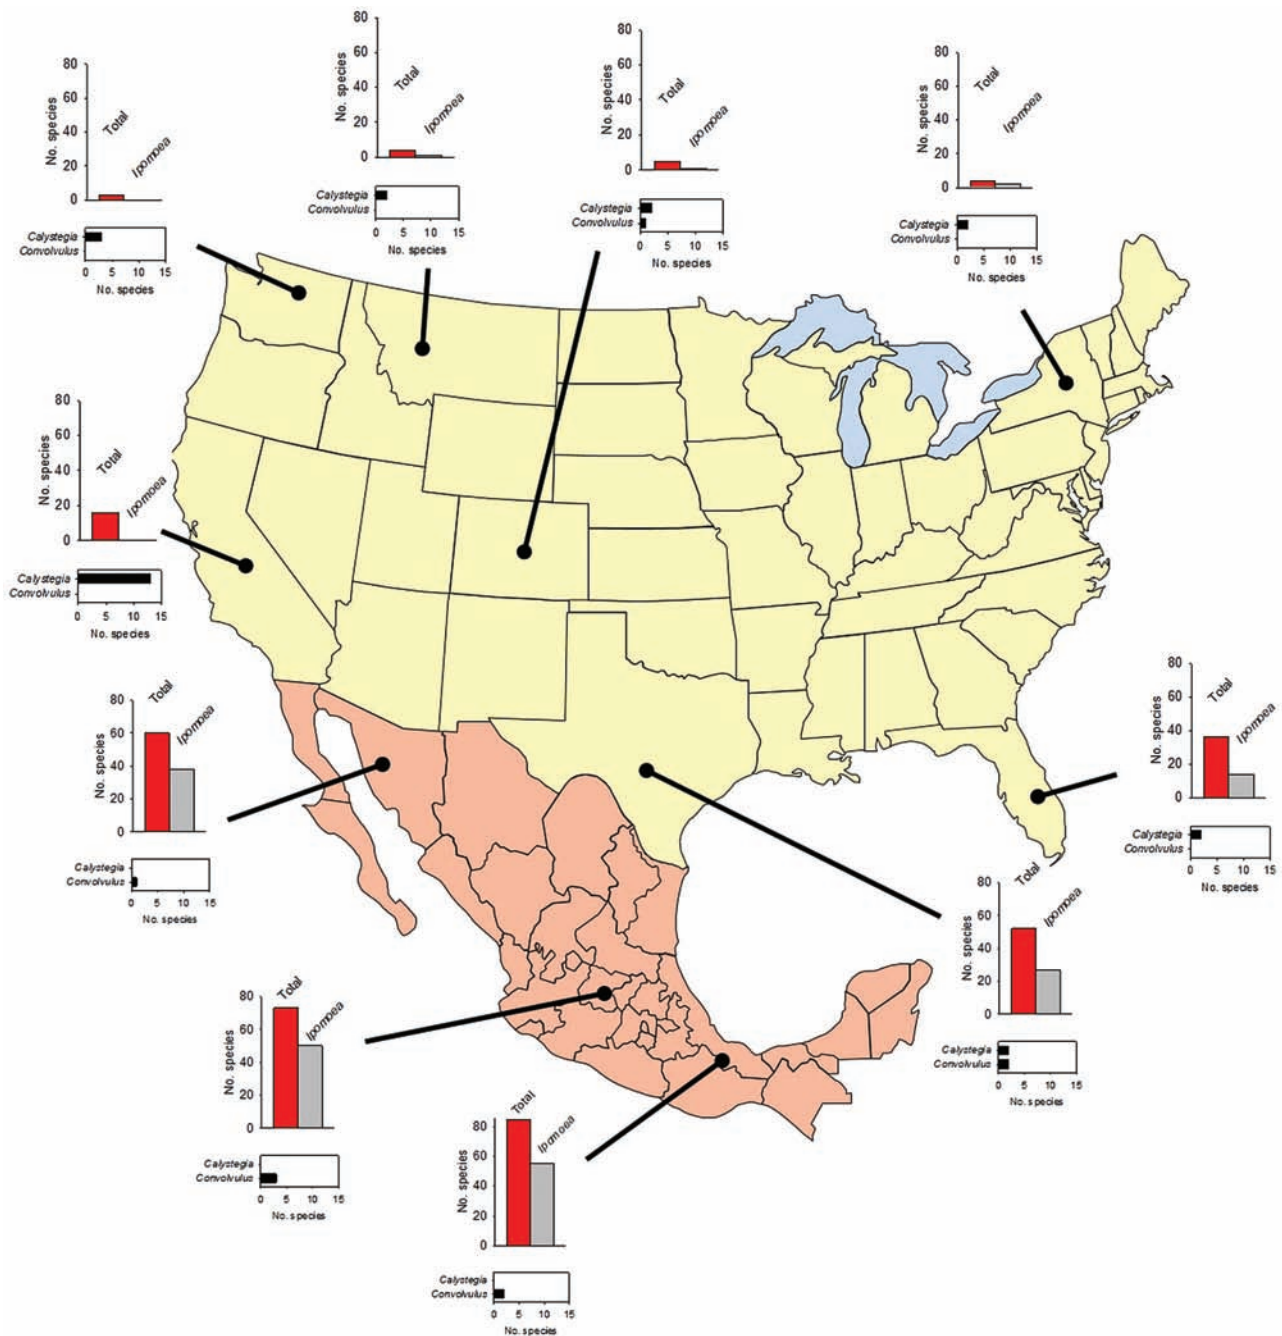 80
60
40
20
0
No. species
Total
Ipomoea
Calystegia
Convolvulus
0 5 10 15
No. species
80
60
40
20
0
No. species
Total
Ipomoea
Calystegia
Convolvulus
0 5 10 15
No. species
80
60
40
20
0
No. species
Total
Ipomoea
Calystegia
Convolvulus
0 5 10 15
No. species
80
60
40
20
0
No. species
Total
Ipomoea
Calystegia
Convolvulus
0 5 10 15
No. species
80
60
40
20
0
No. species
Total
Ipomoea
Calystegia
Convolvulus
0 5 10 15
No. species
80
60
40
20
0
No. species
Total
Ipomoea
Calystegia
Convolvulus
0 5 10 15
No. species
80
60
40
20
0
No. species
Total
Ipomoea
Calystegia
Convolvulus
0 5 10 15
No. species
80
60
40
20
0
No. species
Total
Ipomoea
Calystegia
Convolvulus
0 5 10 15
No. species
80
60
40
20
0
No. species
Total
Ipomoea
Calystegia
Convolvulus
0 5 10 15
No. species
80
60
40
20
0
No. species
Total
Ipomoea
Calystegia
Convolvulus
0 5 10 15
No. species